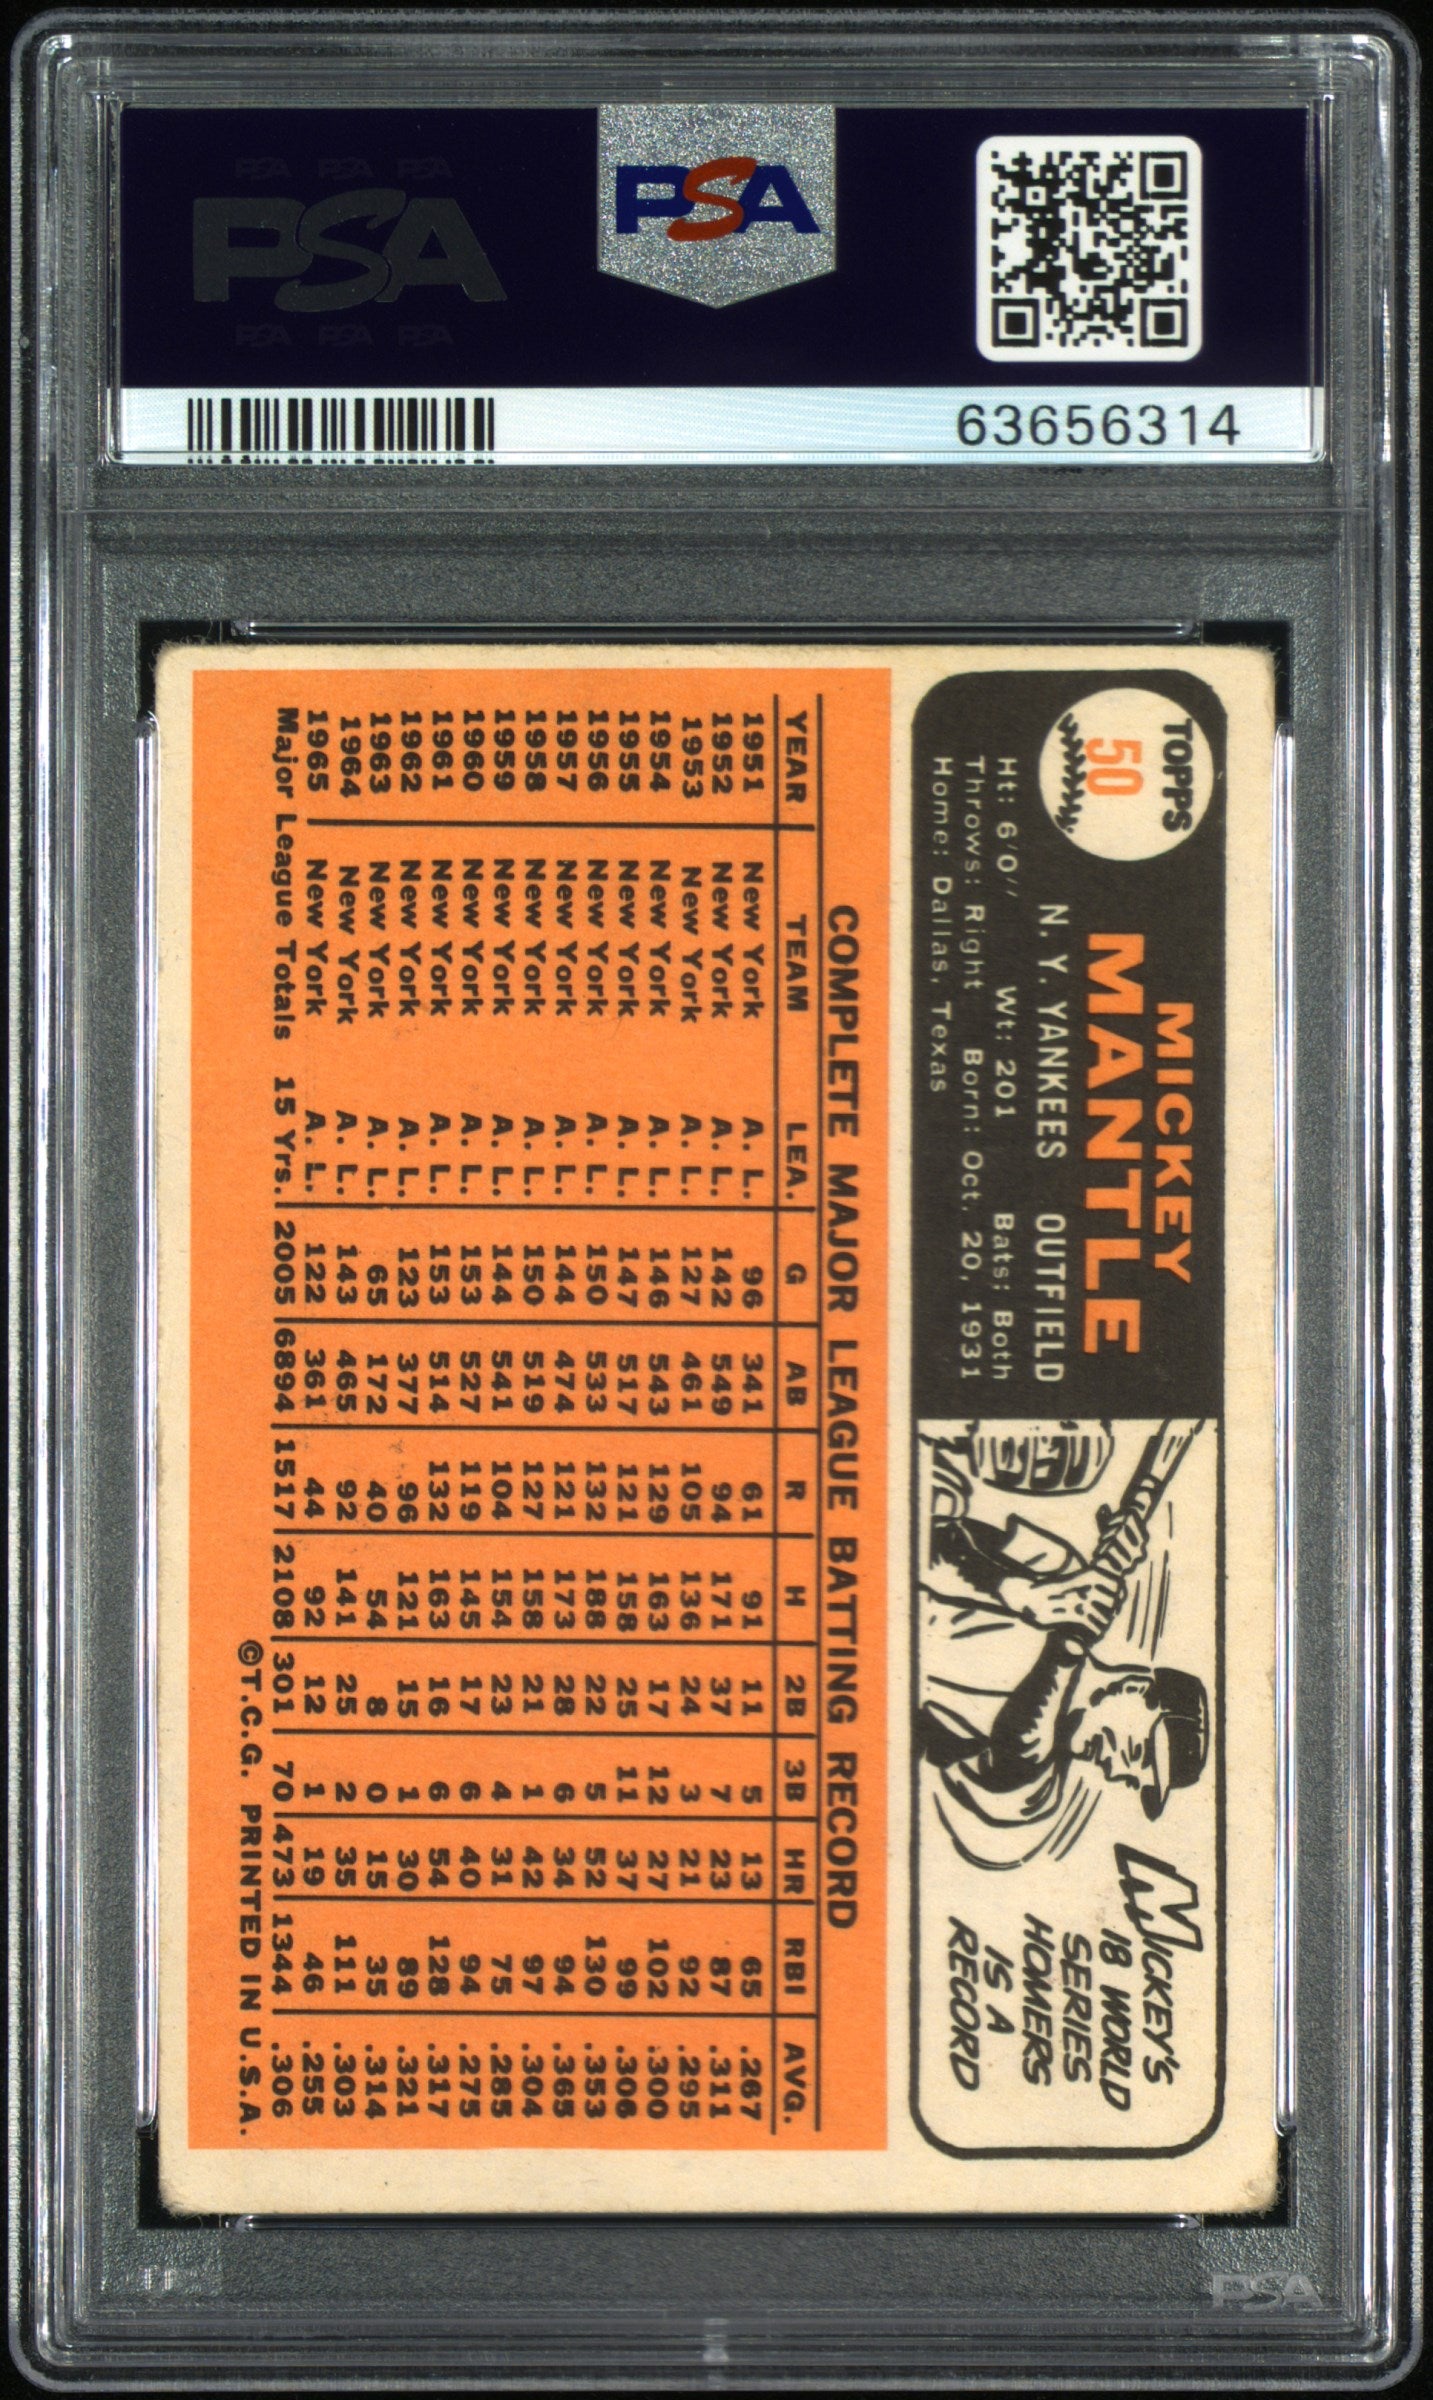 PSA PSA PSA
PSA
PSA PSA PSA
PSA
63656314
TOPPS
50
MICKEY
MANTLE
N. Y. YANKEES OUTFIELD
Ht: 6'0" Wt: 201 Bats: Both
Throws: Right Born: Oct. 20, 1931
Home: Dallas, Texas
MICKEY'S
18 WORLD
SERIES
HOMERS
IS A
RECORD
COMPLETE MAJOR LEAGUE BATTING RECORD
YEAR TEAM LEA. G AB R H 2B 3B HR RBI AVG.
1951 New York A. L. 96 341 61 91 11 5 13 65 .267
1952 New York A. L. 142 549 94 171 37 7 23 87 .311
1953 New York A. L. 127 461 105 136 24 3 21 92 .295
1954 New York A. L. 146 543 129 163 17 12 27 102 .300
1955 New York A. L. 147 517 121 158 25 11 37 99 .306
1956 New York A. L. 150 533 132 188 22 5 52 130 .353
1957 New York A. L. 144 474 121 173 28 6 34 94 .365
1958 New York A. L. 150 519 127 158 21 1 42 97 .304
1959 New York A. L. 144 541 104 154 23 4 31 75 .285
1960 New York A. L. 153 527 119 145 17 6 40 94 .275
1961 New York A. L. 153 514 132 163 16 6 54 128 .317
1962 New York A. L. 123 377 96 121 15 1 30 89 .321
1963 New York A. L. 65 172 40 54 8 0 15 35 .314
1964 New York A. L. 143 465 92 141 25 2 35 111 .303
1965 New York A. L. 122 361 44 92 12 1 19 46 .255
Major League Totals 15 Yrs. 2005 6894 1517 2108 301 70 473 1344 .306
©T.C.G. PRINTED IN U.S.A.
PSA